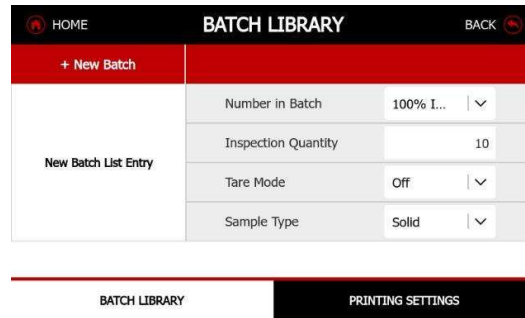 HOME
BATCH LIBRARY
BACK
+ New Batch
New Batch List Entry
Number in Batch
100% I...
Inspection Quantity
10
Tare Mode
Off
Sample Type
Solid
BATCH LIBRARY
PRINTING SETTINGS